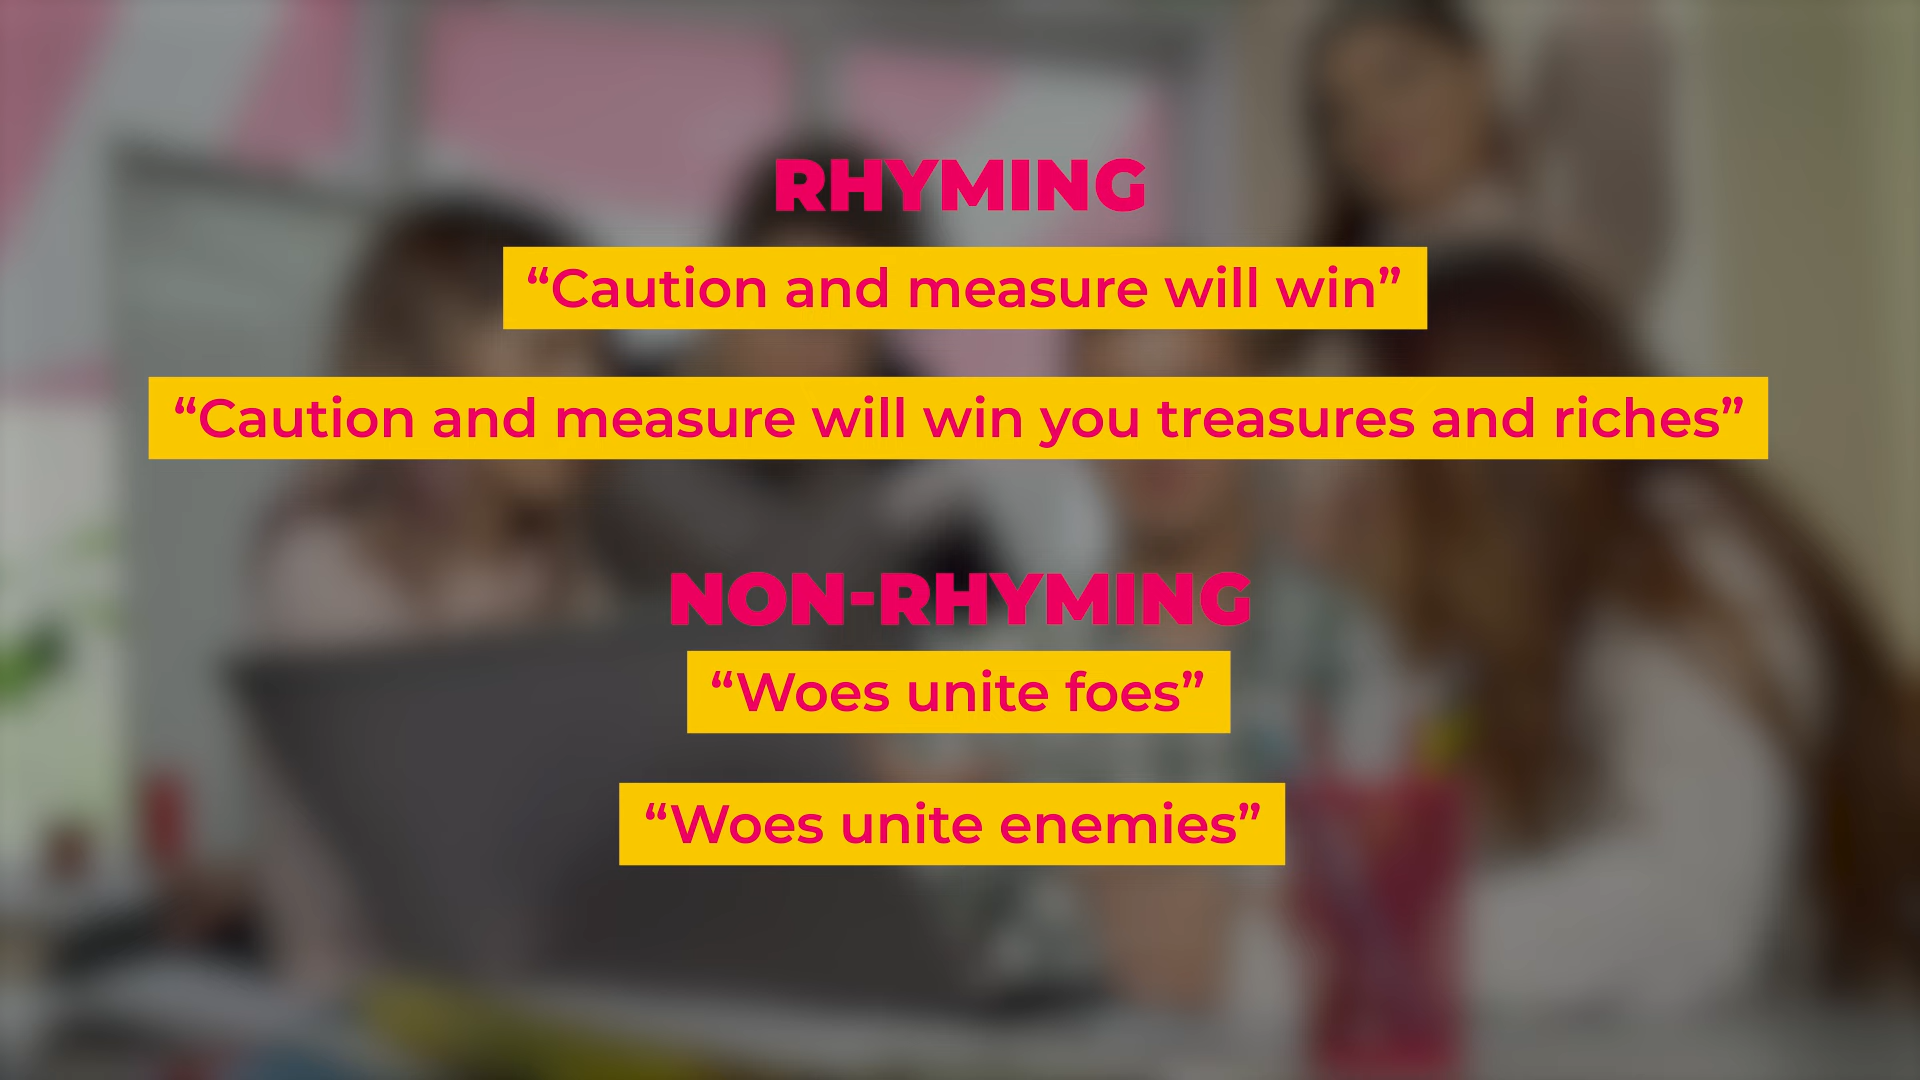 RHYMING
“Caution and measure will win”
“Caution and measure will win you treasures and riches”
NON-RHYMING
“Woes unite foes”
“Woes unite enemies”